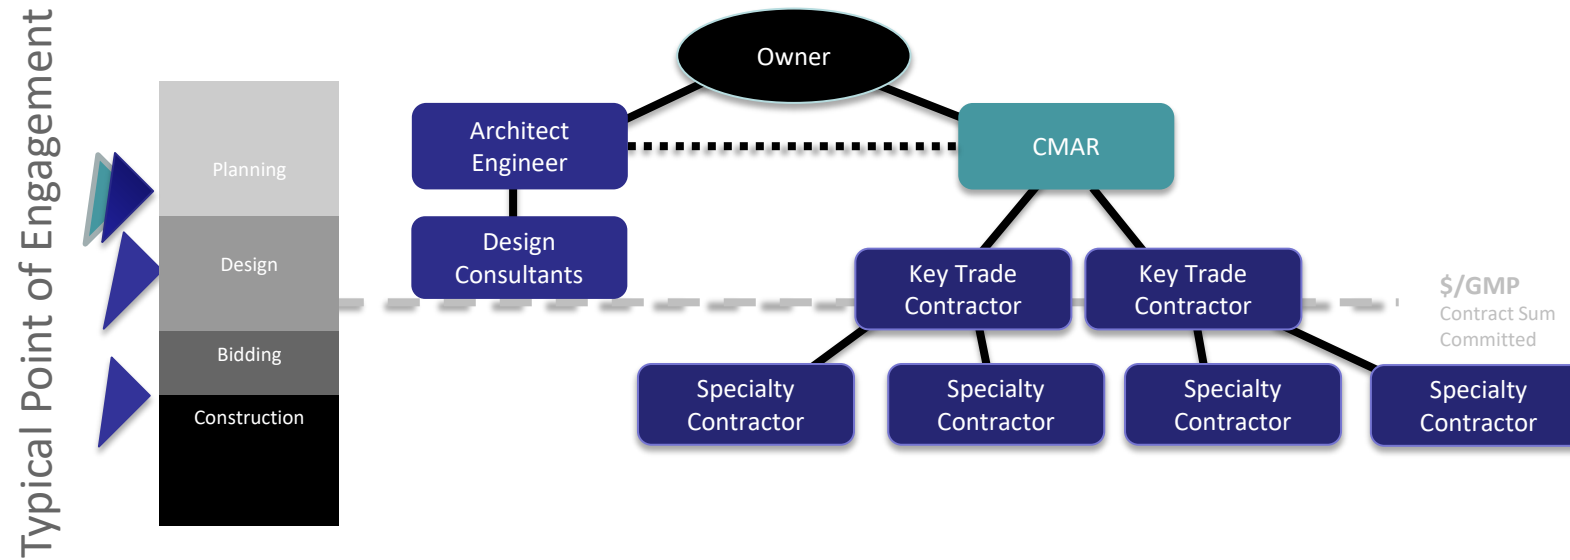 Typical Point of Engagement
Planning
Design
Bidding
Construction
Owner
Architect
Engineer
CMAR
Design
Consultants
Key Trade
Contractor
Key Trade
Contractor
$/GMP
Contract Sum
Committed
Specialty
Contractor
Specialty
Contractor
Specialty
Contractor
Specialty
Contractor